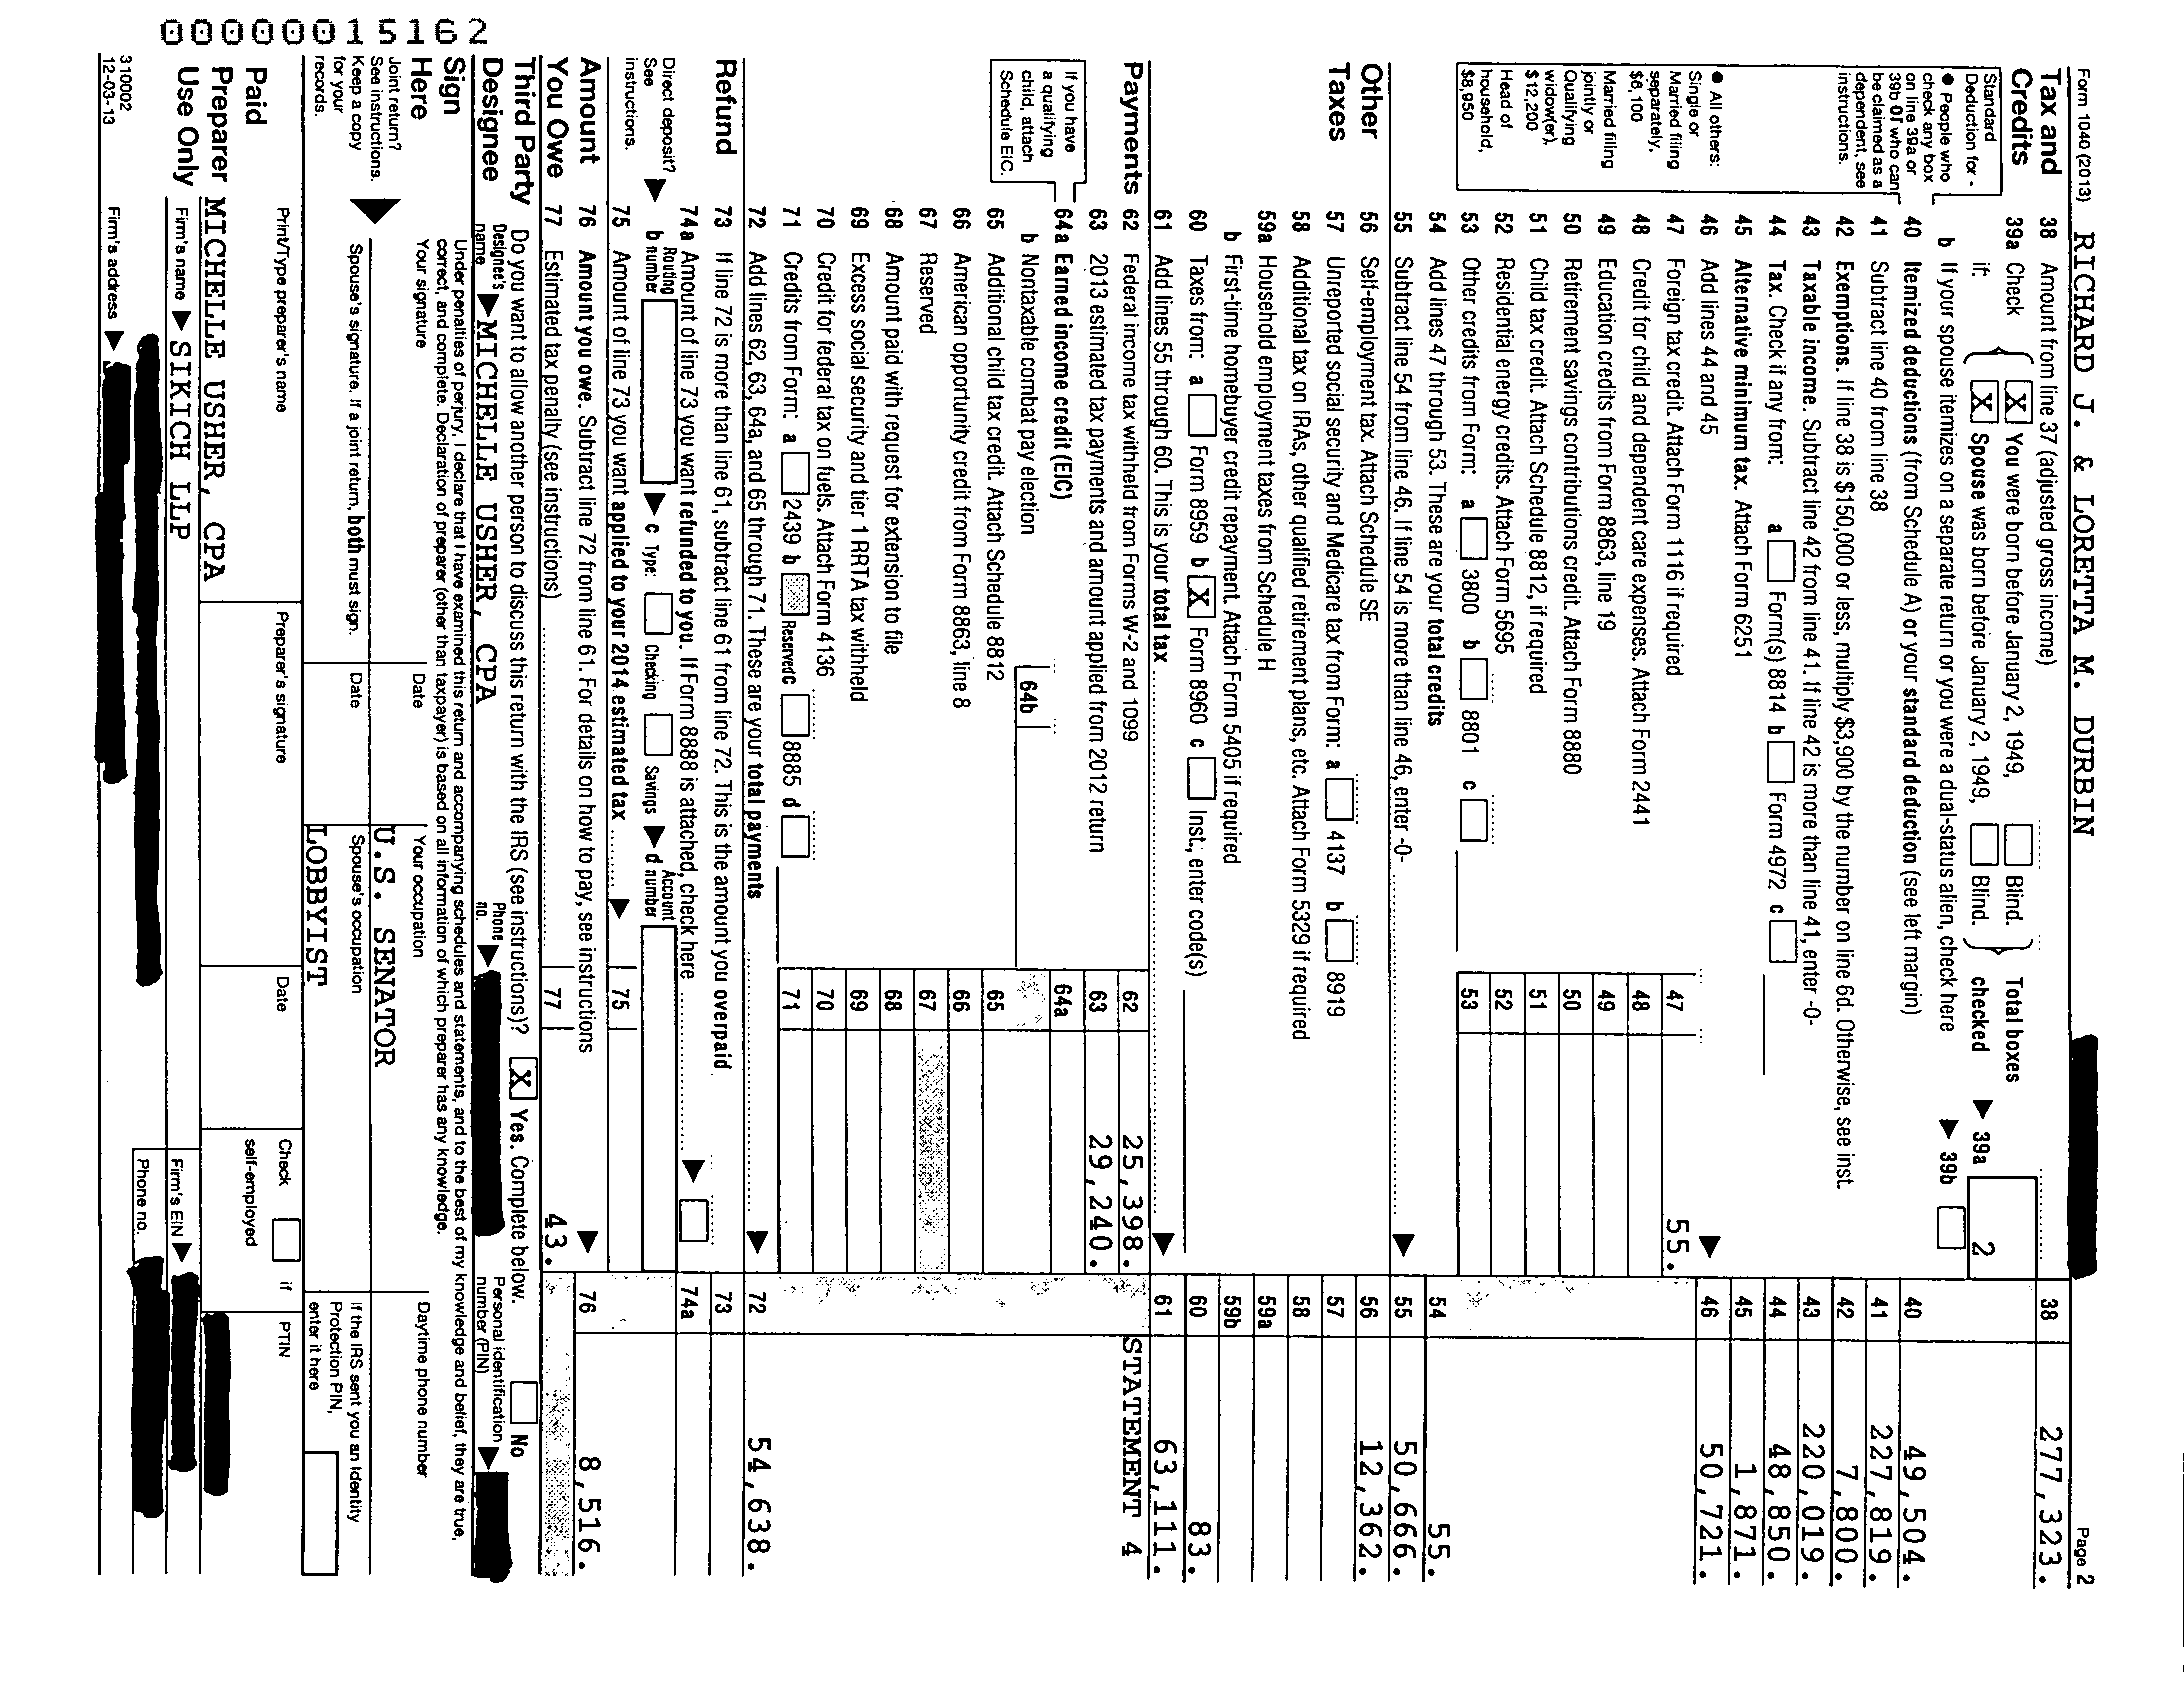 Form 1040 (2013) RICHARD J. & LORETTA M. DURBIN Page 2
Tax and Credits
38 Amount from line 37 (adjusted gross income) 38 277,323.
39a Check if: { X You were born before January 2, 1949, Blind. } Total boxes
X Spouse was born before January 2, 1949, Blind. } checked ▶ 39a 2
b If your spouse itemizes on a separate return or you were a dual-status alien, check here ▶ 39b
Standard Deduction for -
● People who check any box on line 39a or 39b or who can be claimed as a dependent, see instructions.
● All others:
Single or Married filing separately, $6,100
Married filing jointly or Qualifying widow(er), $12,200
Head of household, $8,950
40 Itemized deductions (from Schedule A) or your standard deduction (see left margin) 40 49,504.
41 Subtract line 40 from line 38 41 227,819.
42 Exemptions. If line 38 is $150,000 or less, multiply $3,900 by the number on line 6d. Otherwise, see inst. 42 7,800.
43 Taxable income. Subtract line 42 from line 41. If line 42 is more than line 41, enter -0- 43 220,019.
44 Tax. Check if any from: a Form(s) 8814 b Form 4972 c 44 48,850.
45 Alternative minimum tax. Attach Form 6251 45 1,871.
46 Add lines 44 and 45 ▶ 46 50,721.
47 Foreign tax credit. Attach Form 1116 if required 47 55.
48 Credit for child and dependent care expenses. Attach Form 2441 48
49 Education credits from Form 8863, line 19 49
50 Retirement savings contributions credit. Attach Form 8880 50
51 Child tax credit. Attach Schedule 8812, if required 51
52 Residential energy credits. Attach Form 5695 52
53 Other credits from Form: a 3800 b 8801 c 53
54 Add lines 47 through 53. These are your total credits 54 55.
55 Subtract line 54 from line 46. If line 54 is more than line 46, enter -0- ▶ 55 50,666.
Other Taxes
56 Self-employment tax. Attach Schedule SE 56 12,362.
57 Unreported social security and Medicare tax from Form: a 4137 b 8919 57
58 Additional tax on IRAs, other qualified retirement plans, etc. Attach Form 5329 if required 58
59a Household employment taxes from Schedule H 59a
b First-time homebuyer credit repayment. Attach Form 5405 if required 59b
60 Taxes from: a Form 8959 b X Form 8960 c Inst., enter code(s) 60 83.
61 Add lines 55 through 60. This is your total tax ▶ 61 63,111.
Payments
62 Federal income tax withheld from Forms W-2 and 1099 62 25,398. STATEMENT 4
63 2013 estimated tax payments and amount applied from 2012 return 63 29,240.
If you have a qualifying child, attach Schedule EIC.
64a Earned income credit (EIC) 64a
b Nontaxable combat pay election 64b
65 Additional child tax credit. Attach Schedule 8812 65
66 American opportunity credit from Form 8863, line 8 66
67 Reserved 67
68 Amount paid with request for extension to file 68
69 Excess social security and tier 1 RRTA tax withheld 69
70 Credit for federal tax on fuels. Attach Form 4136 70
71 Credits from Form: a 2439 b Reserved c 8885 d 71
72 Add lines 62, 63, 64a, and 65 through 71. These are your total payments ▶ 72 54,638.
Refund
73 If line 72 is more than line 61, subtract line 61 from line 72. This is the amount you overpaid 73
74a Amount of line 73 you want refunded to you. If Form 8888 is attached, check here ▶ 74a
Direct deposit? See instructions.
▶ b Routing number ▶ c Type: Checking Savings ▶ d Account number
75 Amount of line 73 you want applied to your 2014 estimated tax ▶ 75
Amount You Owe
76 Amount you owe. Subtract line 72 from line 61. For details on how to pay, see instructions ▶ 76 8,516.
77 Estimated tax penalty (see instructions) 77 43.
Third Party Designee
Do you want to allow another person to discuss this return with the IRS (see instructions)? X Yes. Complete below. No
Designee's name ▶ MICHELLE USHER, CPA Phone no. ▶ Personal identification number (PIN) ▶
Sign Here
Under penalties of perjury, I declare that I have examined this return and accompanying schedules and statements, and to the best of my knowledge and belief, they are true, correct, and complete. Declaration of preparer (other than taxpayer) is based on all information of which preparer has any knowledge.
Joint return? See instructions. Keep a copy for your records.
Your signature Date Your occupation Daytime phone number
U.S. SENATOR
Spouse's signature. If a joint return, both must sign. Date Spouse's occupation If the IRS sent you an Identity Protection PIN, enter it here
LOBBYIST
Paid Preparer Use Only
Print/Type preparer's name Preparer's signature Date Check if self-employed PTIN
MICHELLE USHER, CPA
Firm's name ▶ SIKICH LLP Firm's EIN ▶
Phone no.
Firm's address ▶
310002
12-03-13
0000015162